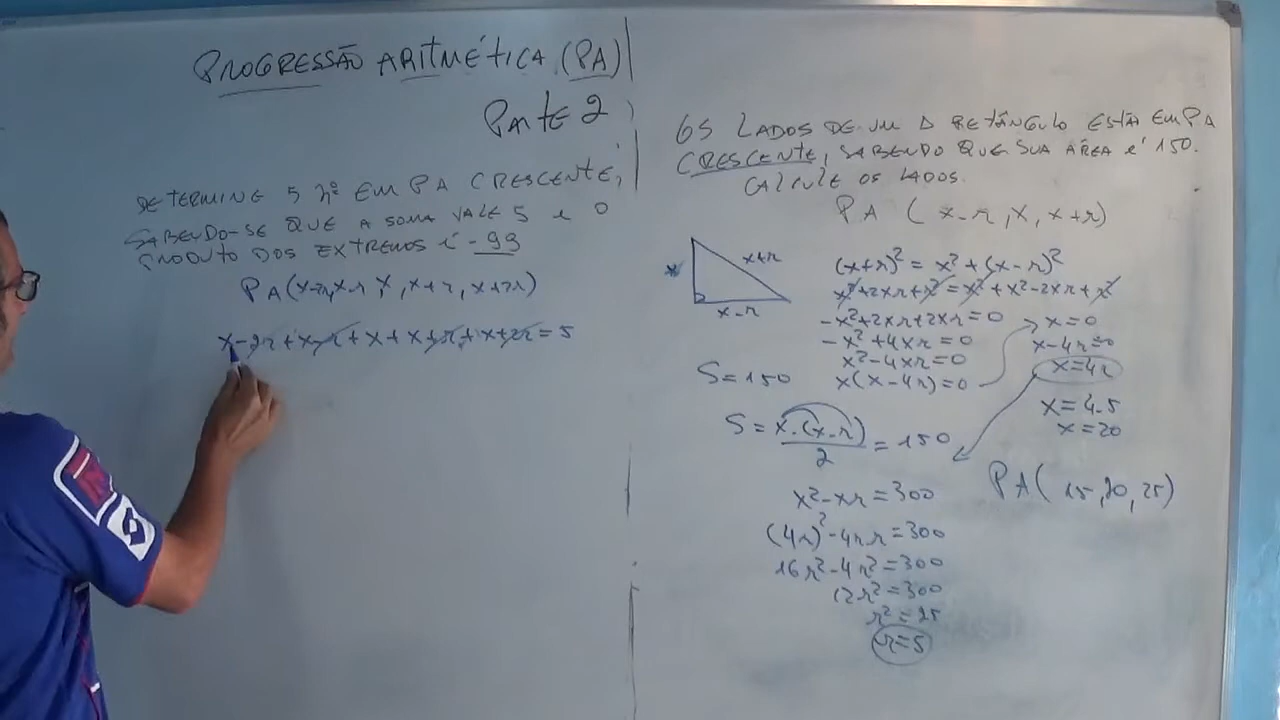 PROGRESSÃO ARITMÉTICA (PA)
PARTE 2
DETERMINE 5 Nº EM PA CRESCENTE,
SABENDO-SE QUE A SOMA VALE 5 E O
PRODUTO DOS EXTREMOS É -99
PA(x-2r, x-r, x, x+r, x+2r)
x-2r+x-r+x+x+r+x+2r=5
OS LADOS DE UM Δ RETÂNGULO ESTÃO EM PA
CRESCENTE, SABENDO QUE SUA ÁREA É 150.
CALCULE OS LADOS.
PA (x-r, x, x+r)
x
x+r
x-r
(x+r)²=x²+(x-r)²
x²+2xr+r²=x²+x²-2xr+r²
-x²+2xr+2xr=0
-x²+4xr=0
x²-4xr=0
x(x-4r)=0
x=0
x-4r=0
x=4r
x=4.5
x=20
S=150
S=x.(x-r)/2=150
x²-xr=300
(4r)²-4r.r=300
16r²-4r²=300
12r²=300
r²=25
r=5
PA(15,20,25)